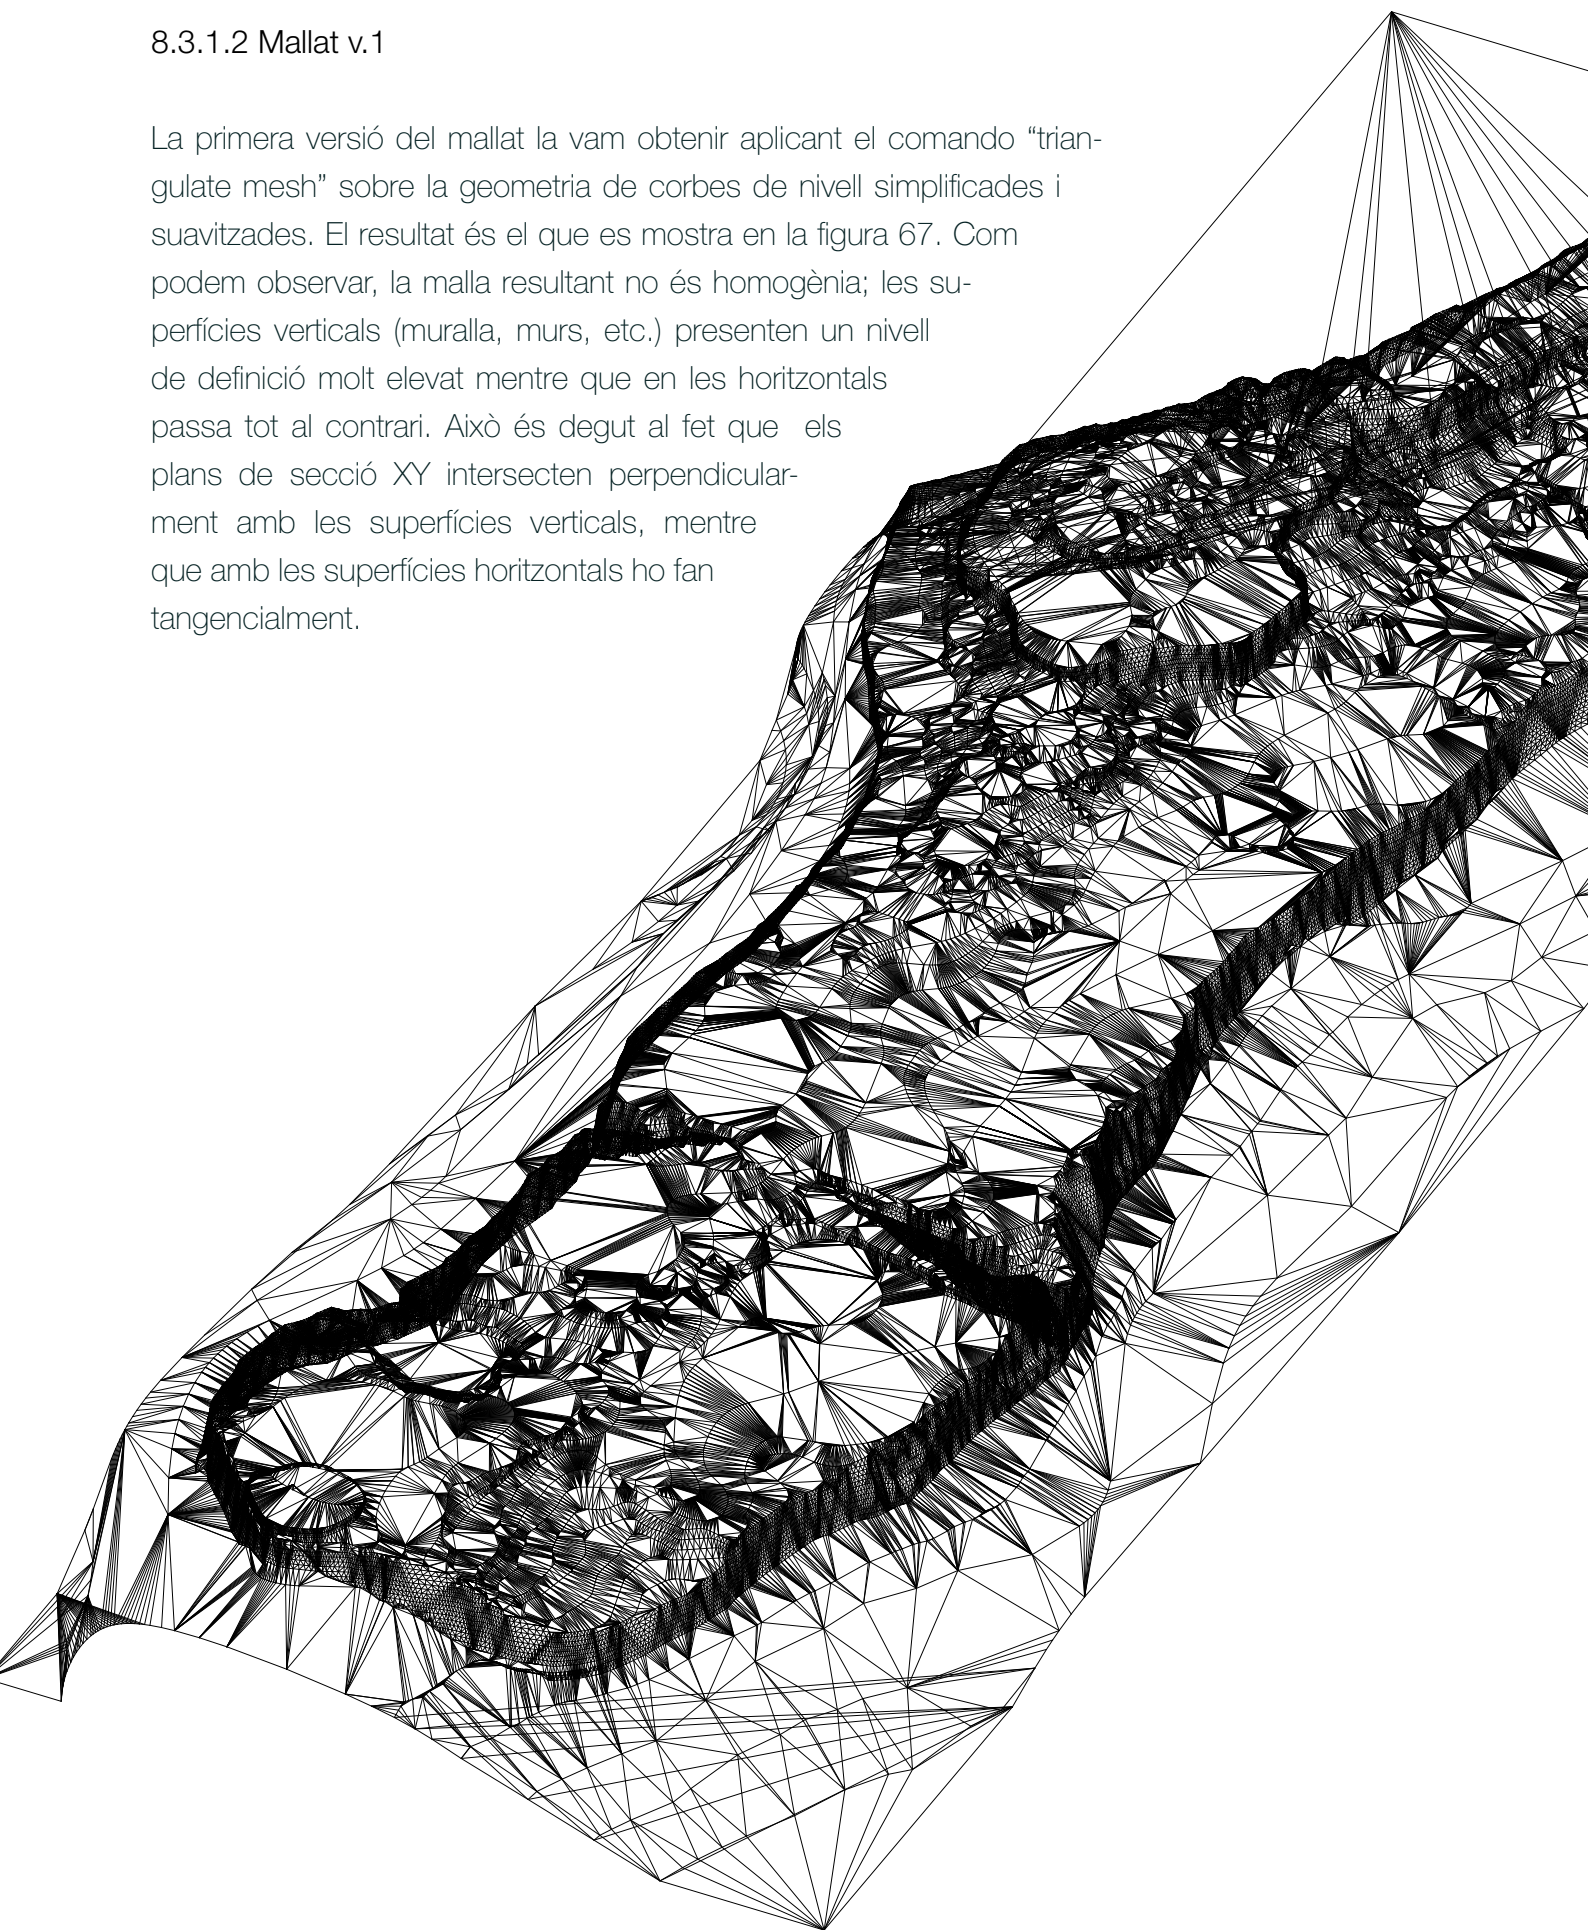 8.3.1.2 Mallat v.1
La primera versió del mallat la vam obtenir aplicant el comando “trian-
gulate mesh” sobre la geometria de corbes de nivell simplificades i
suavitzades. El resultat és el que es mostra en la figura 67. Com
podem observar, la malla resultant no és homogènia; les su-
perfícies verticals (muralla, murs, etc.) presenten un nivell
de definició molt elevat mentre que en les horitzontals
passa tot al contrari. Això és degut al fet que els
plans de secció XY intersecten perpendicular-
ment amb les superfícies verticals, mentre
que amb les superfícies horitzontals ho fan
tangencialment.